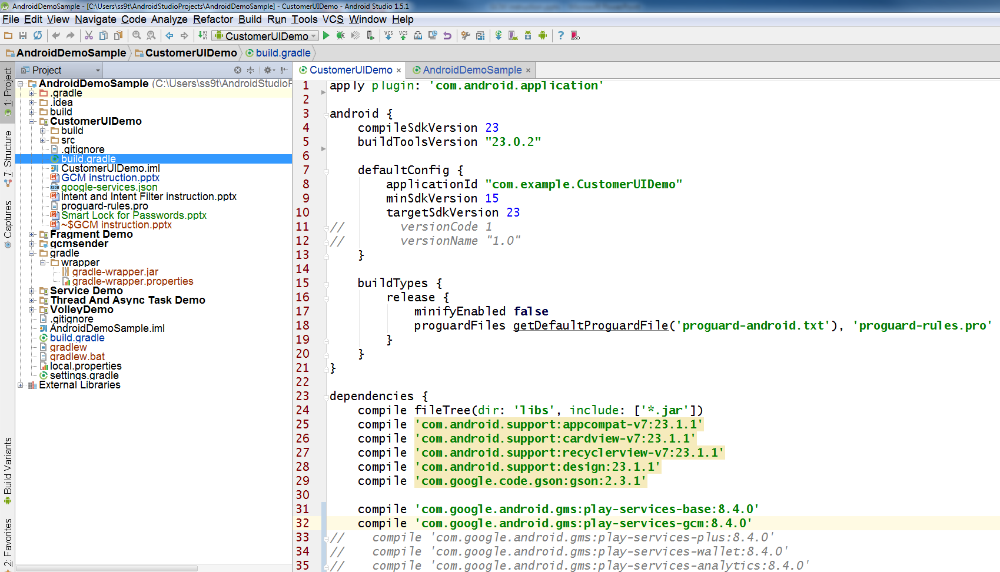 AndroidDemoSample - [C:\Users\ss9t\AndroidStudioProjects\AndroidDemoSample] - CustomerUIDemo - Android Studio 1.5.1
File Edit View Navigate Code Analyze Refactor Build Run Tools VCS Window Help
CustomerUIDemo
AndroidDemoSample CustomerUIDemo build.gradle
1: Project
7: Structure
Captures
Build Variants
2: Favorites
Project
AndroidDemoSample (C:\Users\ss9t\AndroidStudioP
.gradle
.idea
build
CustomerUIDemo
build
src
.gitignore
build.gradle
CustomerUIDemo.iml
GCM instruction.pptx
google-services.json
Intent and Intent Filter instruction.pptx
proguard-rules.pro
Smart Lock for Passwords.pptx
~$GCM instruction.pptx
Fragment Demo
gcmsender
gradle
wrapper
gradle-wrapper.jar
gradle-wrapper.properties
Service Demo
Thread And Async Task Demo
VolleyDemo
.gitignore
AndroidDemoSample.iml
build.gradle
gradlew
gradlew.bat
local.properties
settings.gradle
External Libraries
CustomerUIDemo × AndroidDemoSample ×
1 apply plugin: 'com.android.application'
2
3 android {
4 compileSdkVersion 23
5 buildToolsVersion "23.0.2"
6
7 defaultConfig {
8 applicationId "com.example.CustomerUIDemo"
9 minSdkVersion 15
10 targetSdkVersion 23
11 // versionCode 1
12 // versionName "1.0"
13 }
14
15 buildTypes {
16 release {
17 minifyEnabled false
18 proguardFiles getDefaultProguardFile('proguard-android.txt'), 'proguard-rules.pro'
19 }
20 }
21 }
22
23 dependencies {
24 compile fileTree(dir: 'libs', include: ['*.jar'])
25 compile 'com.android.support:appcompat-v7:23.1.1'
26 compile 'com.android.support:cardview-v7:23.1.1'
27 compile 'com.android.support:recyclerview-v7:23.1.1'
28 compile 'com.android.support:design:23.1.1'
29 compile 'com.google.code.gson:gson:2.3.1'
30
31 compile 'com.google.android.gms:play-services-base:8.4.0'
32 compile 'com.google.android.gms:play-services-gcm:8.4.0'
33 // compile 'com.google.android.gms:play-services-plus:8.4.0'
34 // compile 'com.google.android.gms:play-services-wallet:8.4.0'
35 // compile 'com.google.android.gms:play-services-analytics:8.4.0'